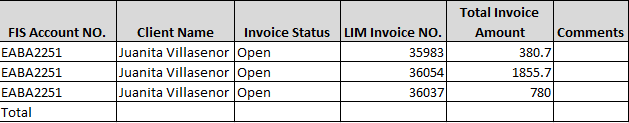 FIS Account NO. Client Name Invoice Status LIM Invoice NO. Total Invoice Amount Comments
EABA2251 Juanita Villasenor Open 35983 380.7
EABA2251 Juanita Villasenor Open 36054 1855.7
EABA2251 Juanita Villasenor Open 36037 780
Total